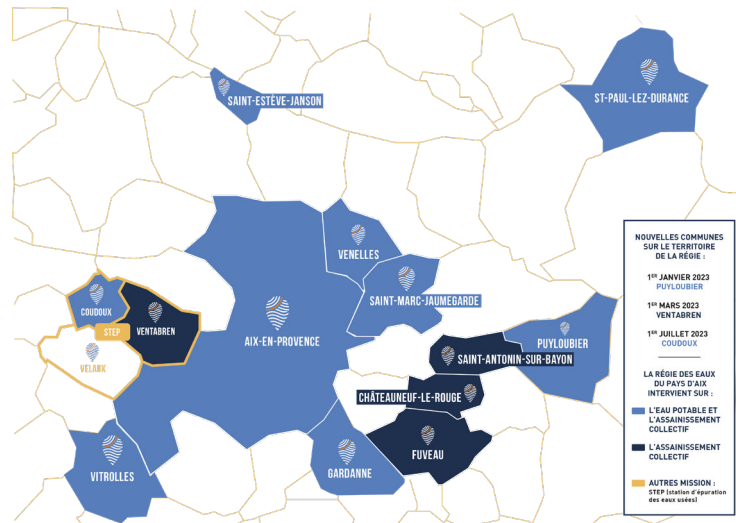 SAINT-ESTÈVE-JANSON
ST-PAUL-LEZ-DURANCE
VENELLES
SAINT-MARC-JAUMEGARDE
COUDOUX
STEP
VENTABREN
VELAUX
AIX-EN-PROVENCE
PUYLOUBIER
SAINT-ANTONIN-SUR-BAYON
CHÂTEAUNEUF-LE-ROUGE
FUVEAU
GARDANNE
VITROLLES
NOUVELLES COMMUNES
SUR LE TERRITOIRE
DE LA RÉGIE :
1ER JANVIER 2023
PUYLOUBIER
1ER MARS 2023
VENTABREN
1ER JUILLET 2023
COUDOUX
LA RÉGIE DES EAUX
DU PAYS D'AIX
INTERVIENT SUR :
L'EAU POTABLE ET
L'ASSAINISSEMENT
COLLECTIF
L'ASSAINISSEMENT
COLLECTIF
AUTRES MISSION :
STEP (station d'épuration
des eaux usées)